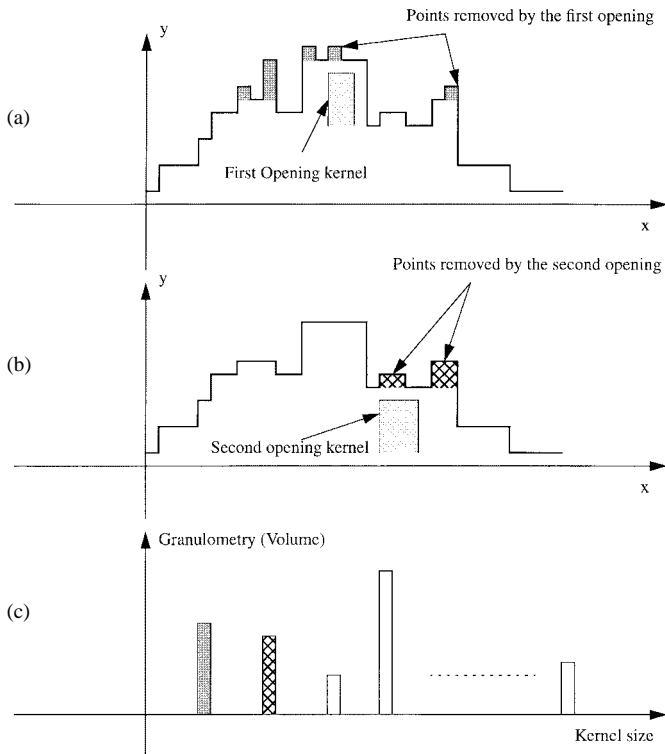 Points removed by the first opening
y
(a)
First Opening kernel
x
y
Points removed by the second opening
(b)
Second opening kernel
x
Granulometry (Volume)
(c)
Kernel size